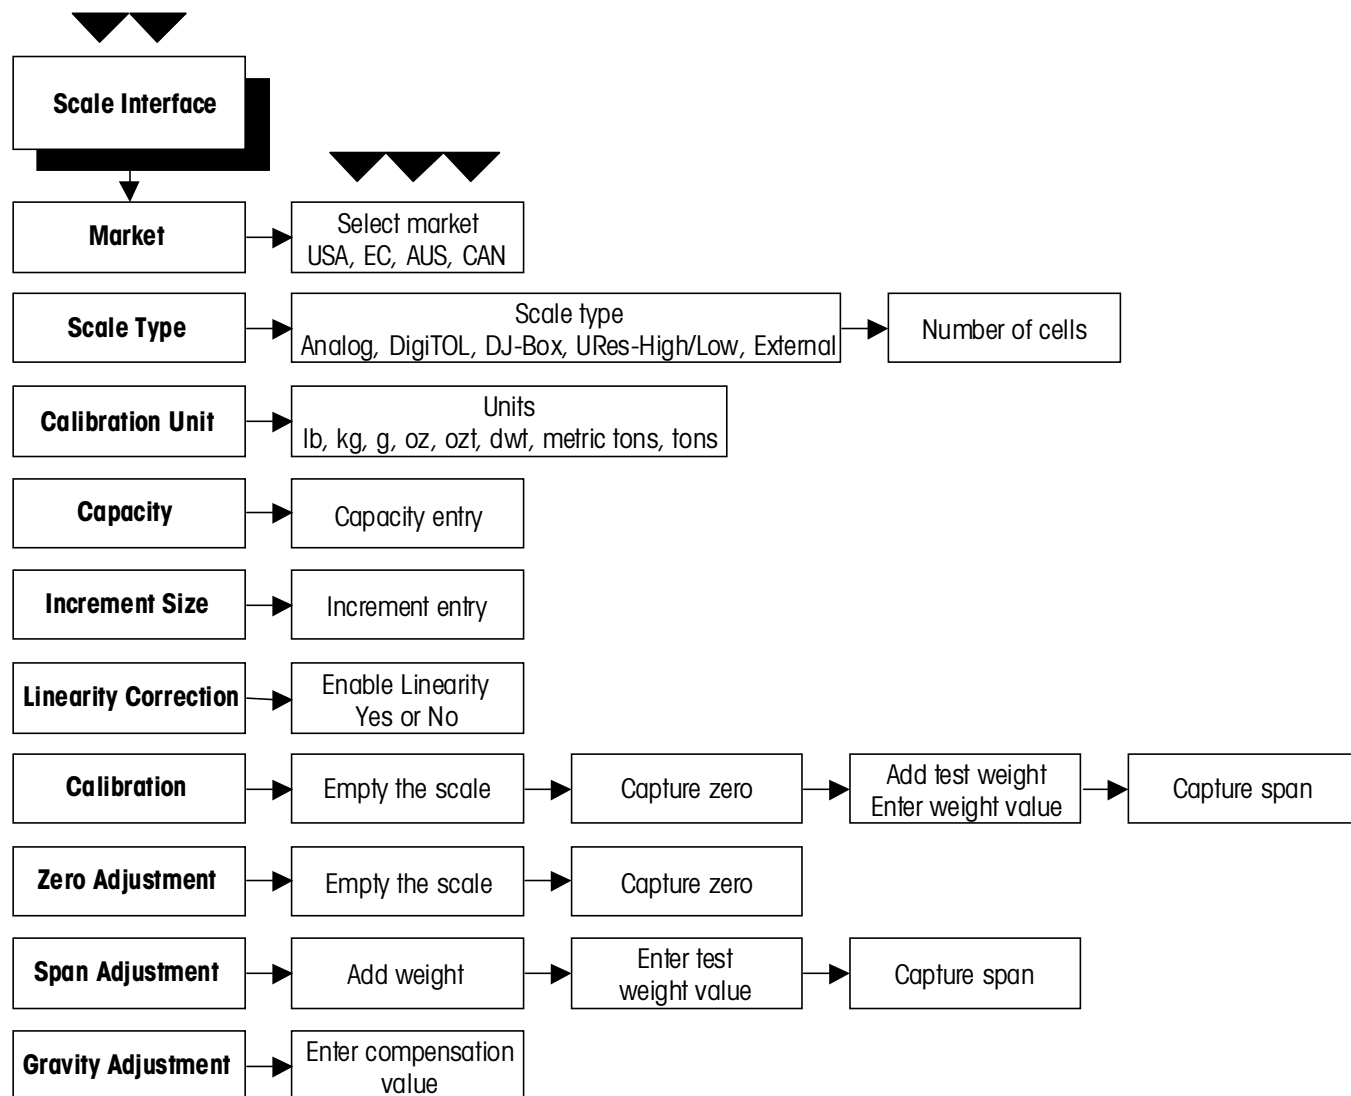 Scale Interface
Market
Select market
USA, EC, AUS, CAN
Scale Type
Scale type
Analog, DigiTOL, DJ-Box, URes-High/Low, External
Number of cells
Calibration Unit
Units
lb, kg, g, oz, ozt, dwt, metric tons, tons
Capacity
Capacity entry
Increment Size
Increment entry
Linearity Correction
Enable Linearity
Yes or No
Calibration
Empty the scale
Capture zero
Add test weight
Enter weight value
Capture span
Zero Adjustment
Empty the scale
Capture zero
Span Adjustment
Add weight
Enter test
weight value
Capture span
Gravity Adjustment
Enter compensation
value